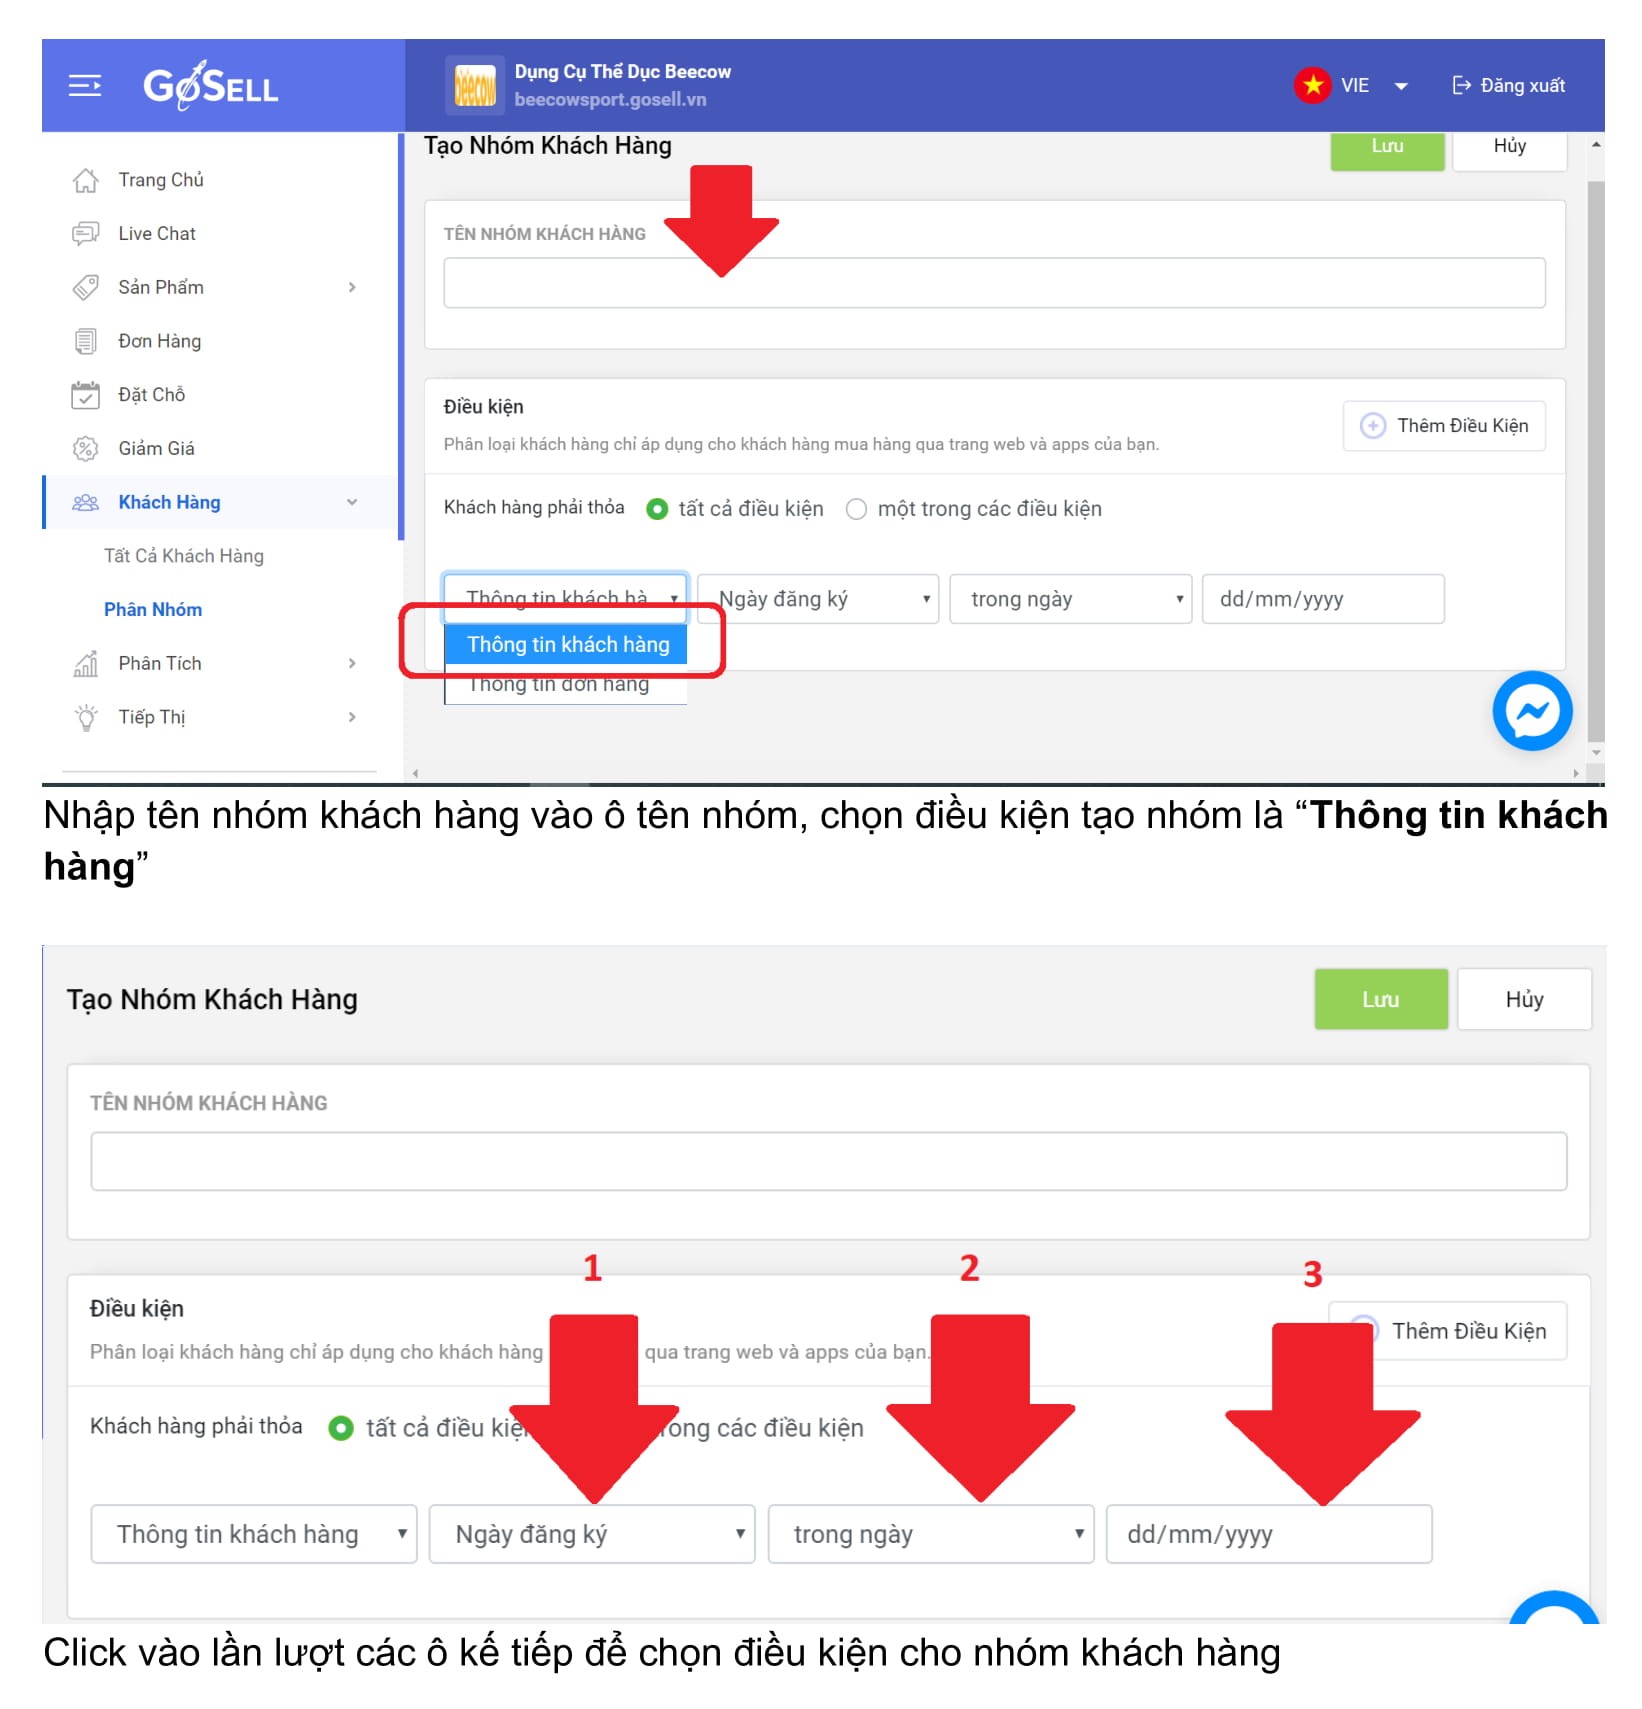 GoSELL
beecow
Dụng Cụ Thể Dục Beecow
beecowsport.gosell.vn
VIE
Đăng xuất
Trang Chủ
Live Chat
Sản Phẩm
Đơn Hàng
Đặt Chỗ
Giảm Giá
Khách Hàng
Tất Cả Khách Hàng
Phân Nhóm
Phân Tích
Tiếp Thị
Tạo Nhóm Khách Hàng
Lưu
Hủy
TÊN NHÓM KHÁCH HÀNG
Điều kiện
Phân loại khách hàng chỉ áp dụng cho khách hàng mua hàng qua trang web và apps của bạn.
Thêm Điều Kiện
Khách hàng phải thỏa tất cả điều kiện một trong các điều kiện
Thông tin khách hà Ngày đăng ký trong ngày dd/mm/yyyy
Thông tin khách hàng
Thông tin đơn hàng
Nhập tên nhóm khách hàng vào ô tên nhóm, chọn điều kiện tạo nhóm là “Thông tin khách
hàng”
Tạo Nhóm Khách Hàng
Lưu
Hủy
TÊN NHÓM KHÁCH HÀNG
1 2 3
Điều kiện
Phân loại khách hàng chỉ áp dụng cho khách hàng qua trang web và apps của bạn.
Thêm Điều Kiện
Khách hàng phải thỏa tất cả điều kiện trong các điều kiện
Thông tin khách hàng Ngày đăng ký trong ngày dd/mm/yyyy
Click vào lần lượt các ô kế tiếp để chọn điều kiện cho nhóm khách hàng